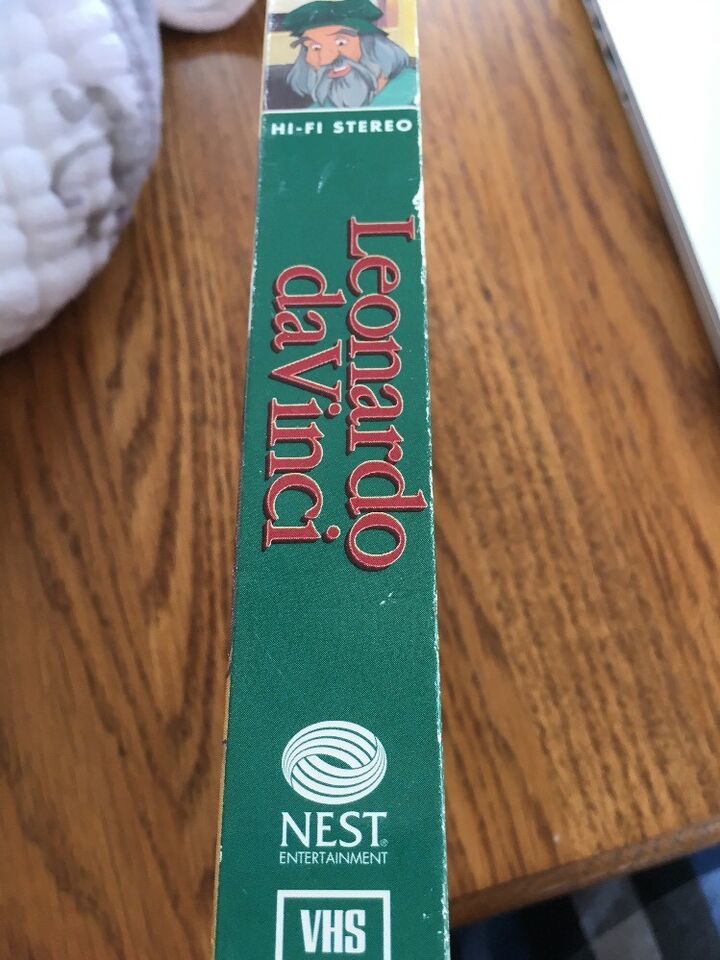 HI-FI STEREO
Leonardo
da Vinci
NEST®
ENTERTAINMENT
VHS